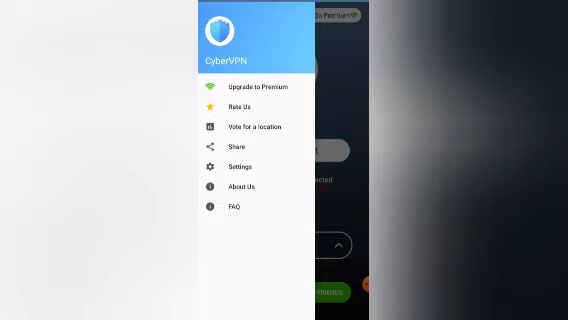 Go Premium
CyberVPN
Upgrade to Premium
Rate Us
Vote for a location
Share
Settings
About Us
FAQ
FRIENDS